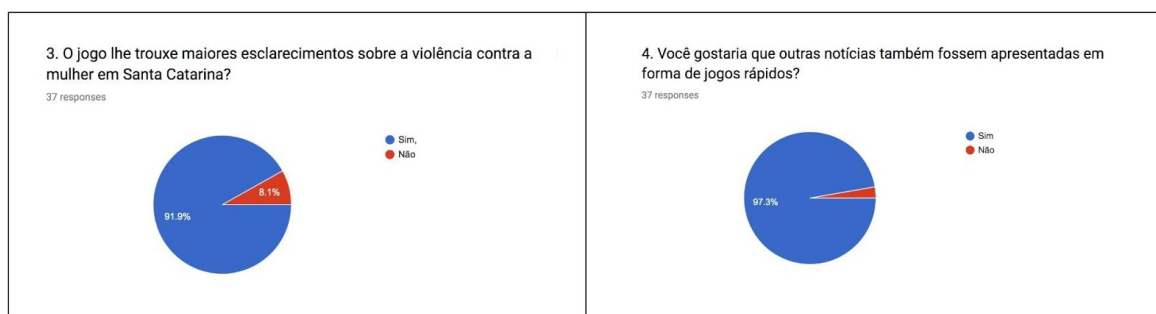 3. O jogo lhe trouxe maiores esclarecimentos sobre a violência contra a
mulher em Santa Catarina?
37 responses
Sim,
Não
8.1%
91.9%
4. Você gostaria que outras notícias também fossem apresentadas em
forma de jogos rápidos?
37 responses
Sim
Não
97.3%